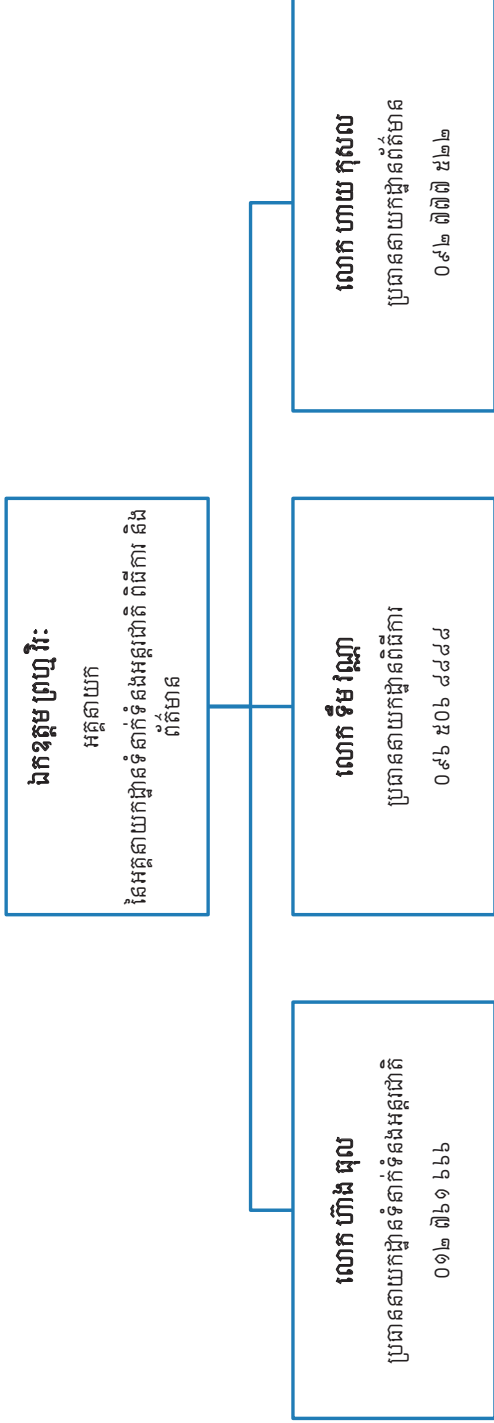 ឯកឧត្តម ព្រហ្ម វិរៈ
អគ្គនាយក
នៃអគ្គនាយកដ្ឋានទំនាក់ទំនងអន្តរជាតិ ពិធីការ និង
ព័ត៌មាន
លោក ហ៊ាង ធុល
ប្រធាននាយកដ្ឋានទំនាក់ទំនងអន្តរជាតិ
០១២ ៧៦១ ៦៦៦
លោក ទឹម វណ្ណា
ប្រធាននាយកដ្ឋានពិធីការ
០៩៦ ៥០៦ ៨៨៨៨
លោក ហាយ កុសល
ប្រធាននាយកដ្ឋានព័ត៌មាន
០៩២ ៧៧៧ ៥២២